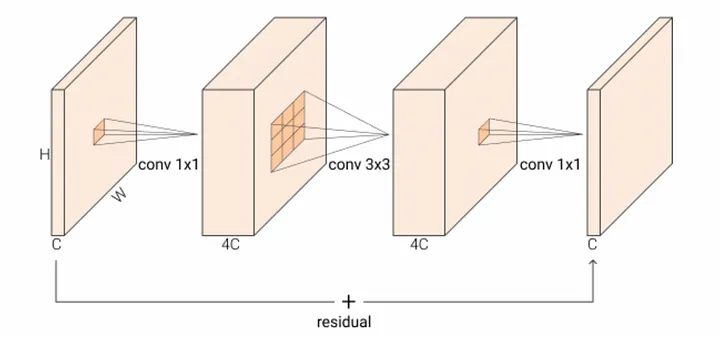 H
W
conv 1x1
conv 3x3
conv 1x1
C
4C
4C
C
+
residual